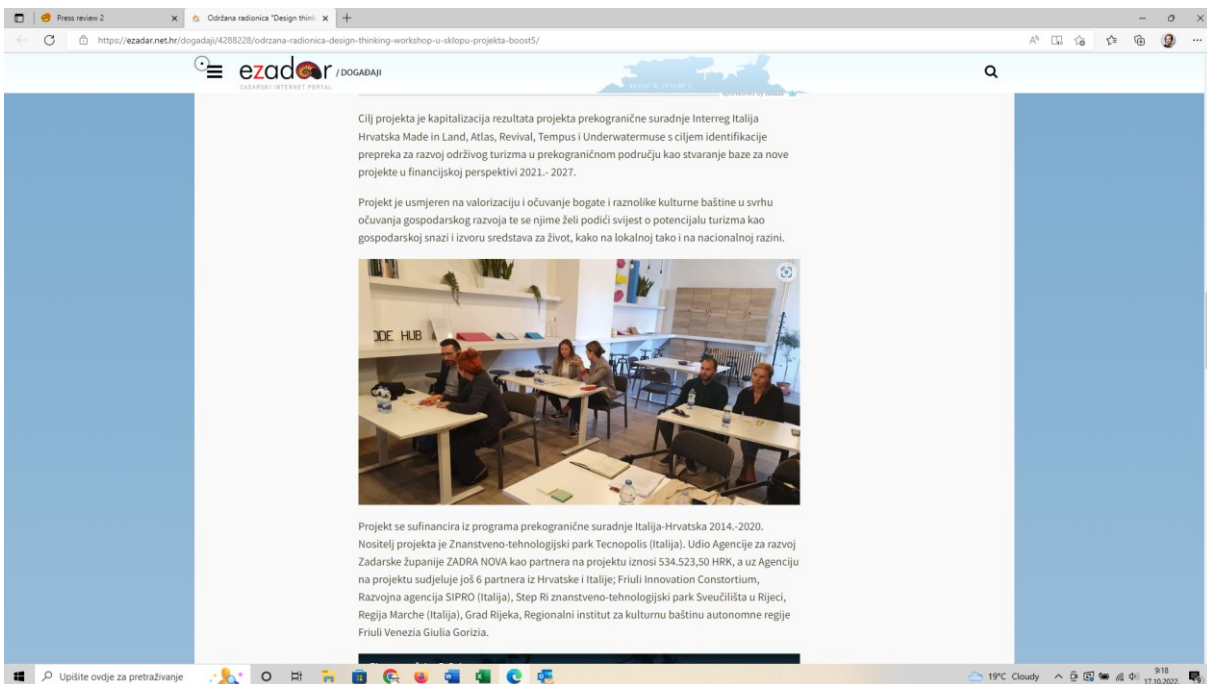 Press review 2
Održana radionica "Design think
https://ezadar.net.hr/dogadaji/4288228/odrzana-radionica-design-thinking-workshop-u-sklopu-projekta-boost5/
ezadar / DOGAĐAJI
ZADARSKI INTERNET PORTAL
sponsored by
Cilj projekta je kapitalizacija rezultata projekta prekogranične suradnje Interreg Italija
Hrvatska Made in Land, Atlas, Revival, Tempus i Underwatermuse s ciljem identifikacije
prepreka za razvoj održivog turizma u prekograničnom području kao stvaranje baze za nove
projekte u financijskoj perspektivi 2021.- 2027.
Projekt je usmjeren na valorizaciju i očuvanje bogate i raznolike kulturne baštine u svrhu
očuvanja gospodarskog razvoja te se njime želi podići svijest o potencijalu turizma kao
gospodarskoj snazi i izvoru sredstava za život, kako na lokalnoj tako i na nacionalnoj razini.
ODE HUB
Projekt se sufinancira iz programa prekogranične suradnje Italija-Hrvatska 2014.-2020.
Nositelj projekta je Znanstveno-tehnologijski park Tecnopolis (Italija). Udio Agencije za razvoj
Zadarske županije ZADRA NOVA kao partnera na projektu iznosi 534.523,50 HRK, a uz Agenciju
na projektu sudjeluje još 6 partnera iz Hrvatske i Italije; Friuli Innovation Constortium,
Razvojna agencija SIPRO (Italija), Step Ri znanstveno-tehnologijski park Sveučilišta u Rijeci,
Regija Marche (Italija), Grad Rijeka, Regionalni institut za kulturnu baštinu autonomne regije
Friuli Venezia Giulia Gorizia.
Upišite ovdje za pretraživanje
19°C Cloudy
9:18
17.10.2022.